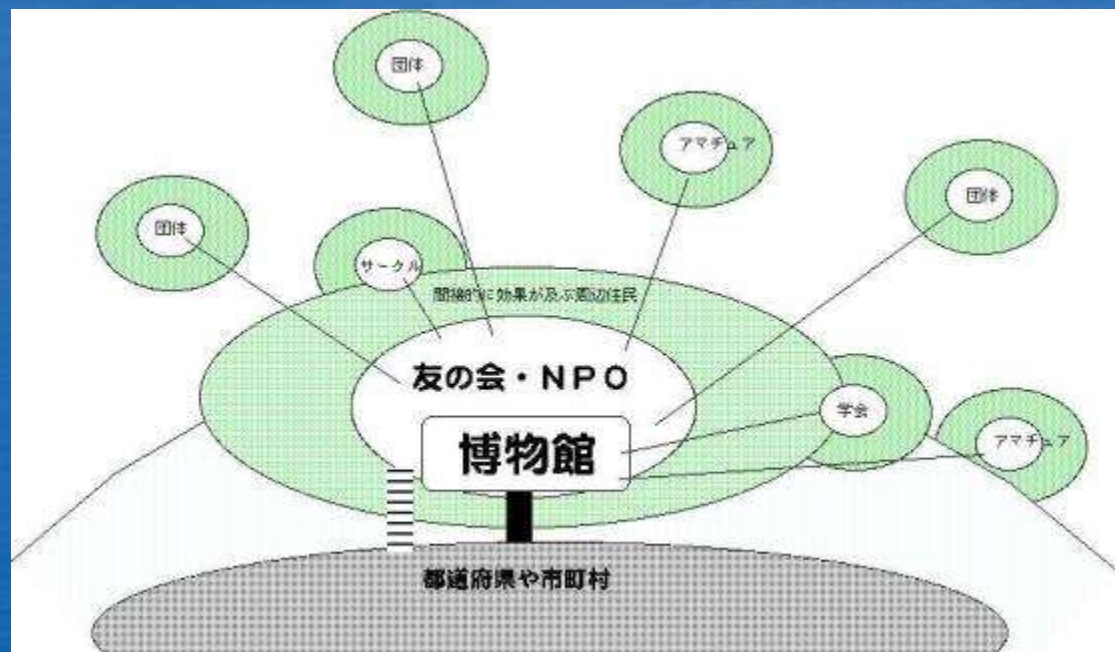 団体
アマチュア
団体
団体
サークル
間接的に効果が及ぶ周辺住民
友の会・NPO
学会
博物館
アマチュア
都道府県や市町村